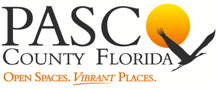 PASCO
COUNTY FLORIDA
OPEN SPACES. VIBRANT PLACES.